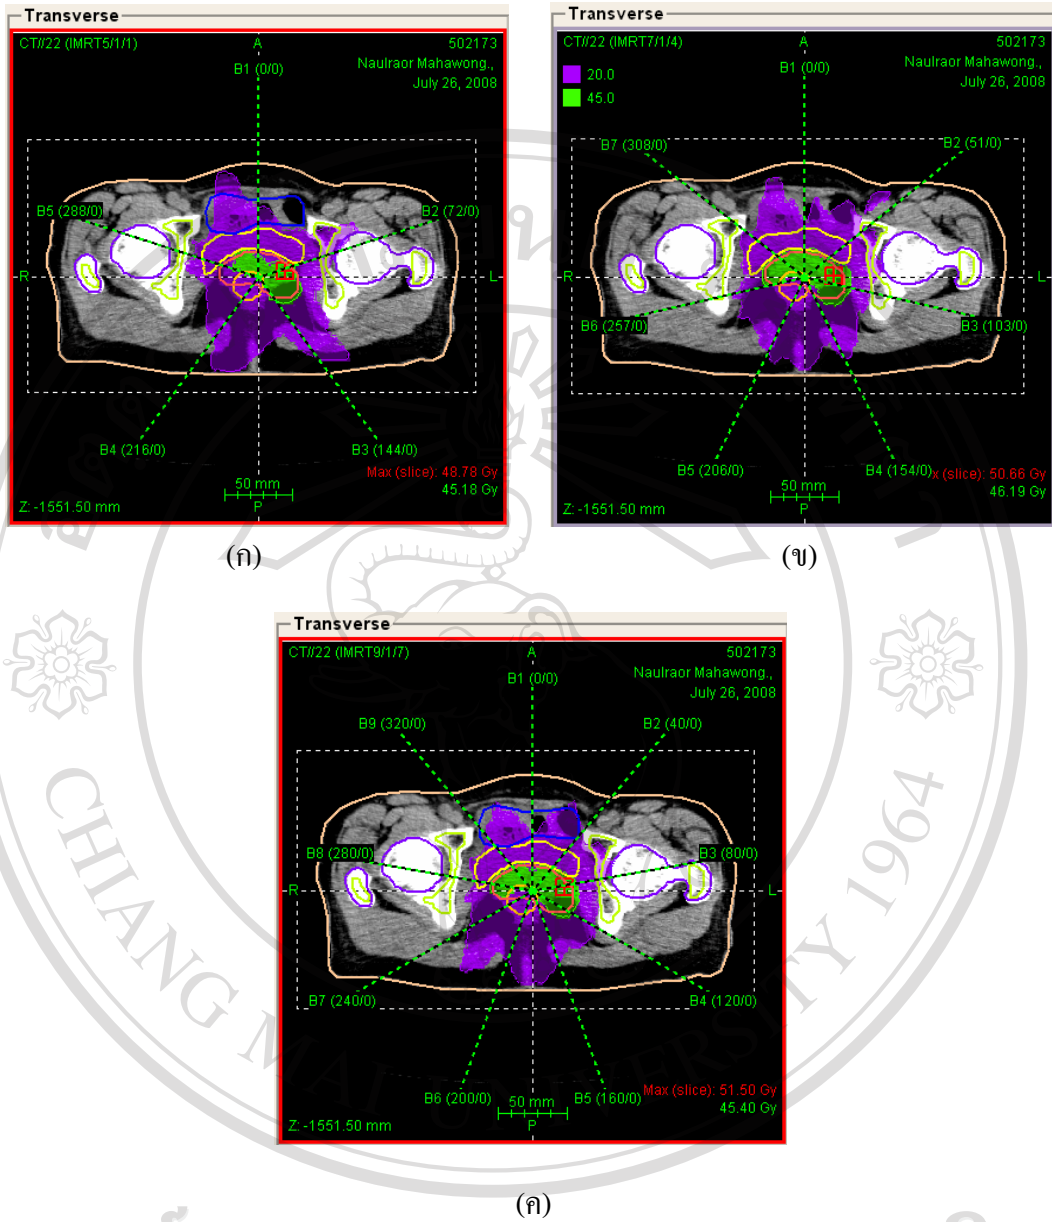 Transverse
CT//22 (IMRT5/1/1)
A
502173
B1 (0/0)
Naulraor Mahawong.,
July 26, 2008
B5 (288/0)
B2 (72/0)
R
L
B4 (216/0)
B3 (144/0)
Max (slice): 48.78 Gy
45.18 Gy
50 mm
P
Z: -1551.50 mm
(ก)
Transverse
CT//22 (IMRT7/1/4)
A
502173
B1 (0/0)
Naulraor Mahawong.,
July 26, 2008
20.0
45.0
B7 (308/0)
B2 (51/0)
R
L
B6 (257/0)
B3 (103/0)
B5 (206/0)
B4 (154/0)
x (slice): 50.66 Gy
46.19 Gy
50 mm
P
Z: -1551.50 mm
(ข)
Transverse
CT//22 (IMRT9/1/7)
A
502173
B1 (0/0)
Naulraor Mahawong.,
July 26, 2008
B9 (320/0)
B2 (40/0)
B8 (280/0)
B3 (80/0)
R
L
B7 (240/0)
B4 (120/0)
B6 (200/0)
B5 (160/0)
Max (slice): 51.50 Gy
45.40 Gy
50 mm
P
Z: -1551.50 mm
(ค)
CHIANG MAI UNIVERSITY 1964